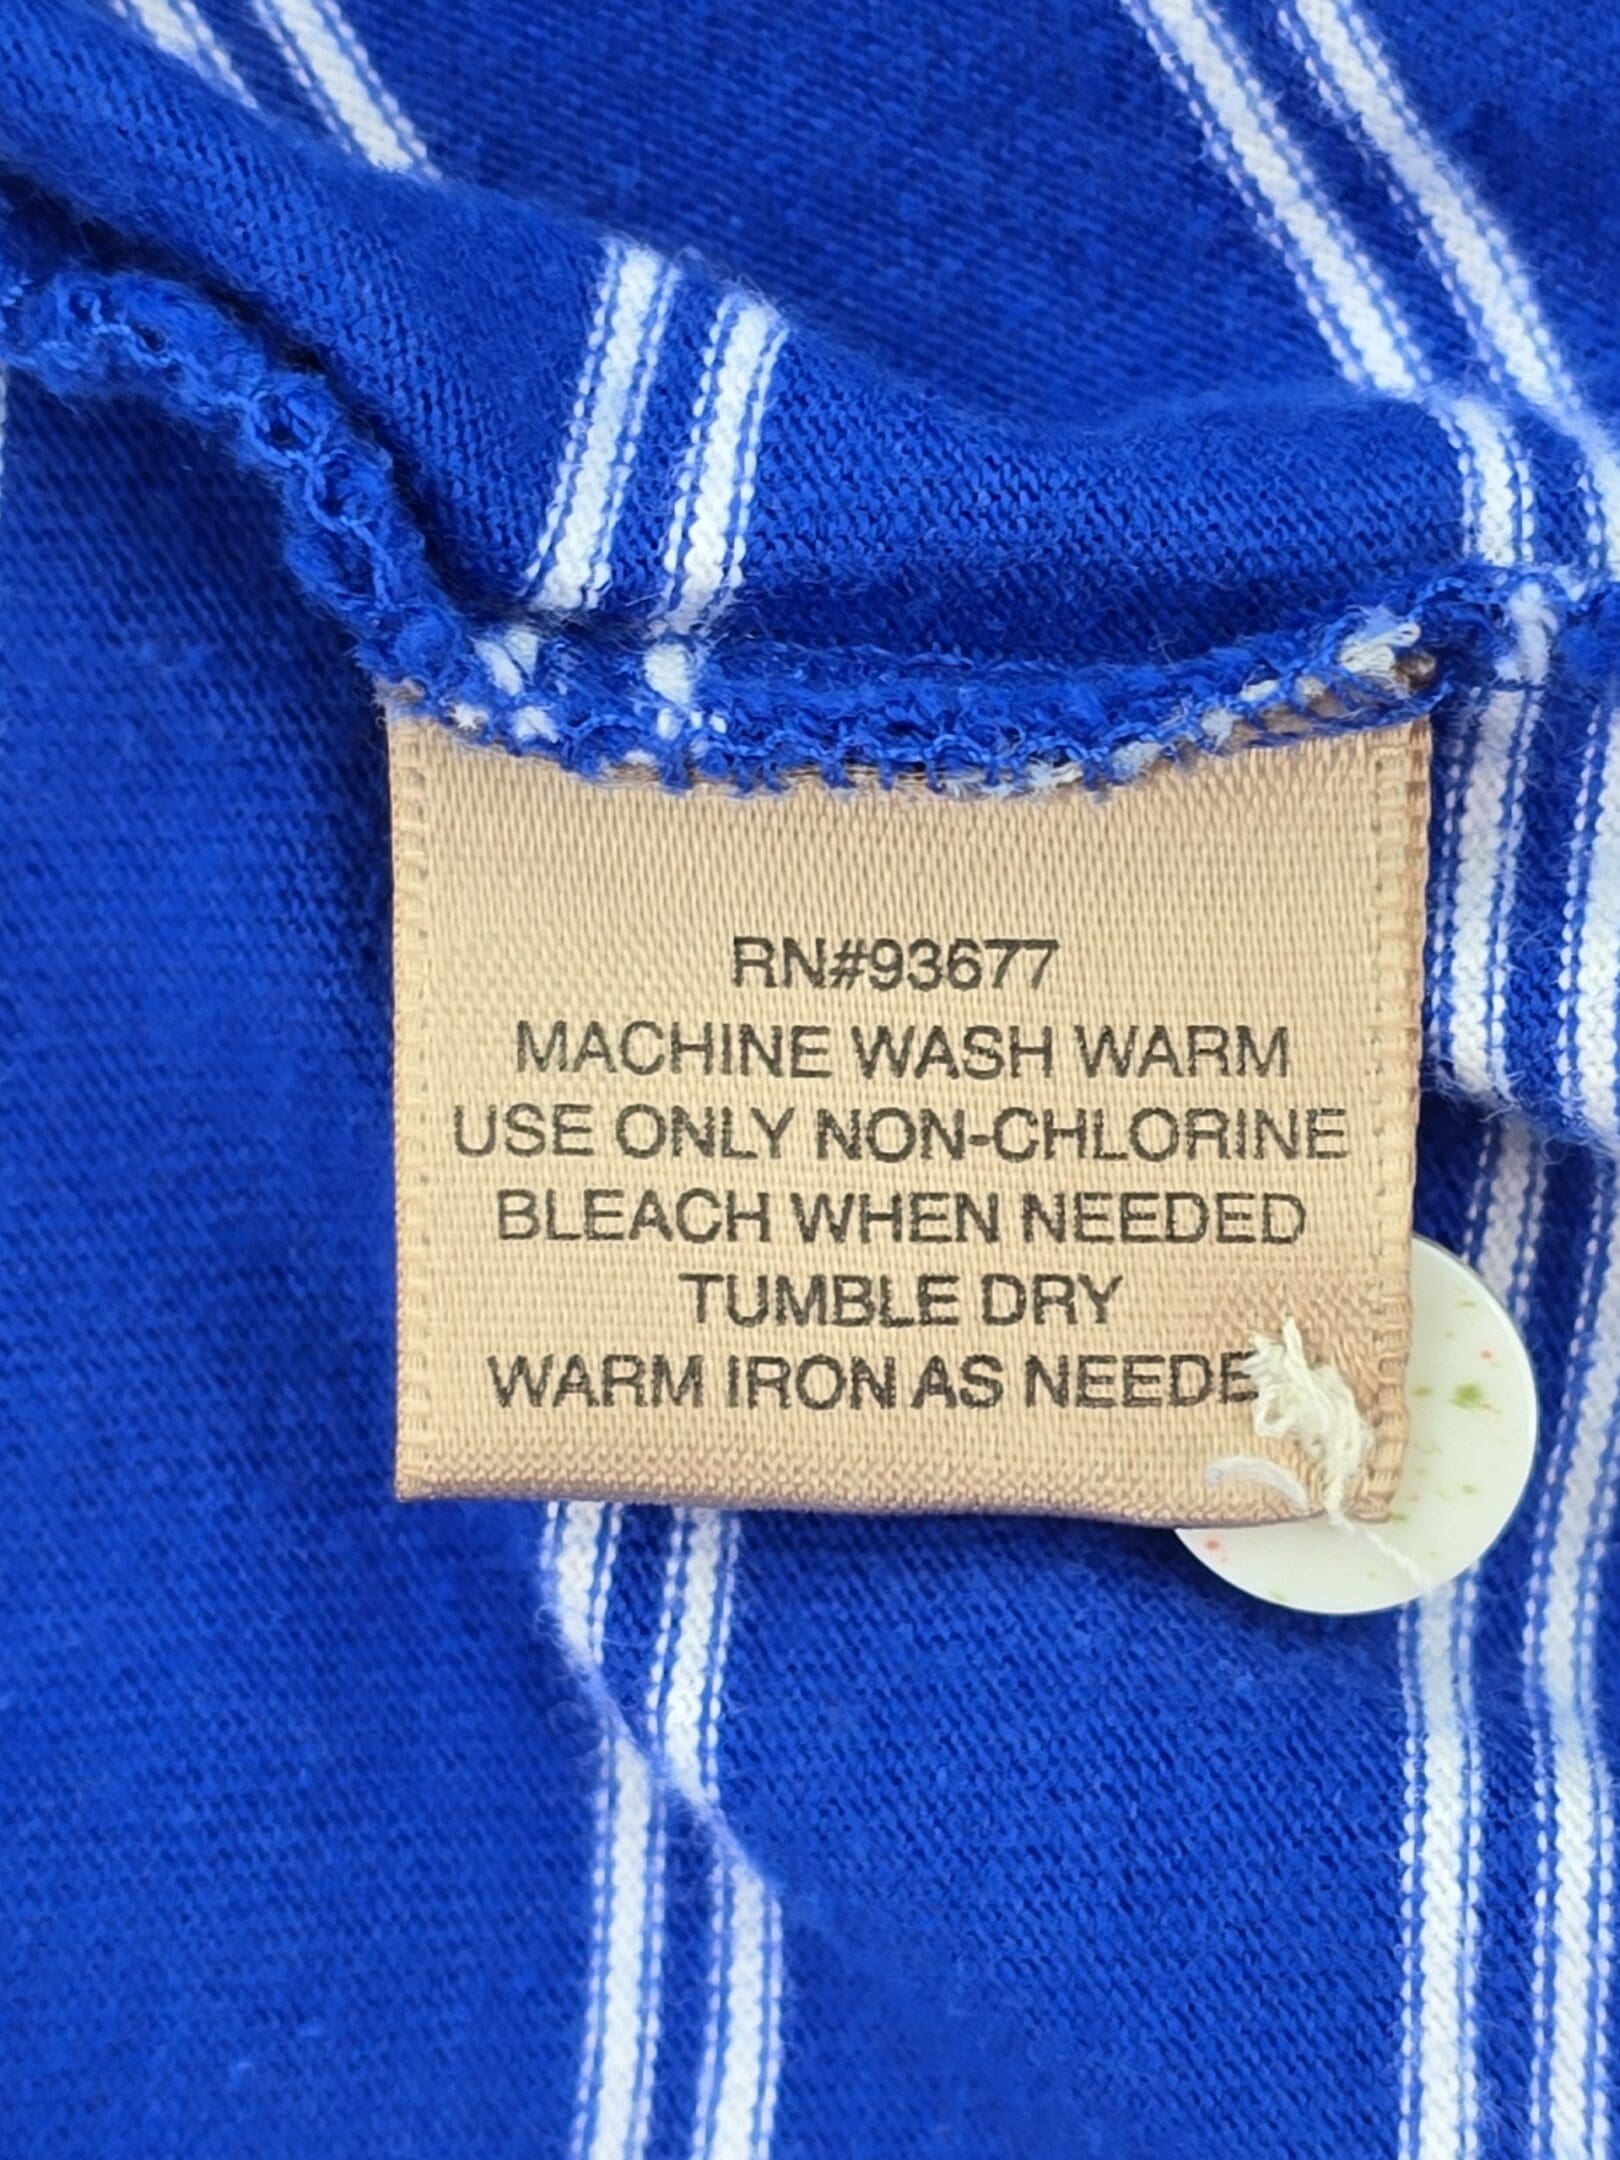 RN#93677
MACHINE WASH WARM
USE ONLY NON-CHLORINE
BLEACH WHEN NEEDED
TUMBLE DRY
WARM IRON AS NEEDE